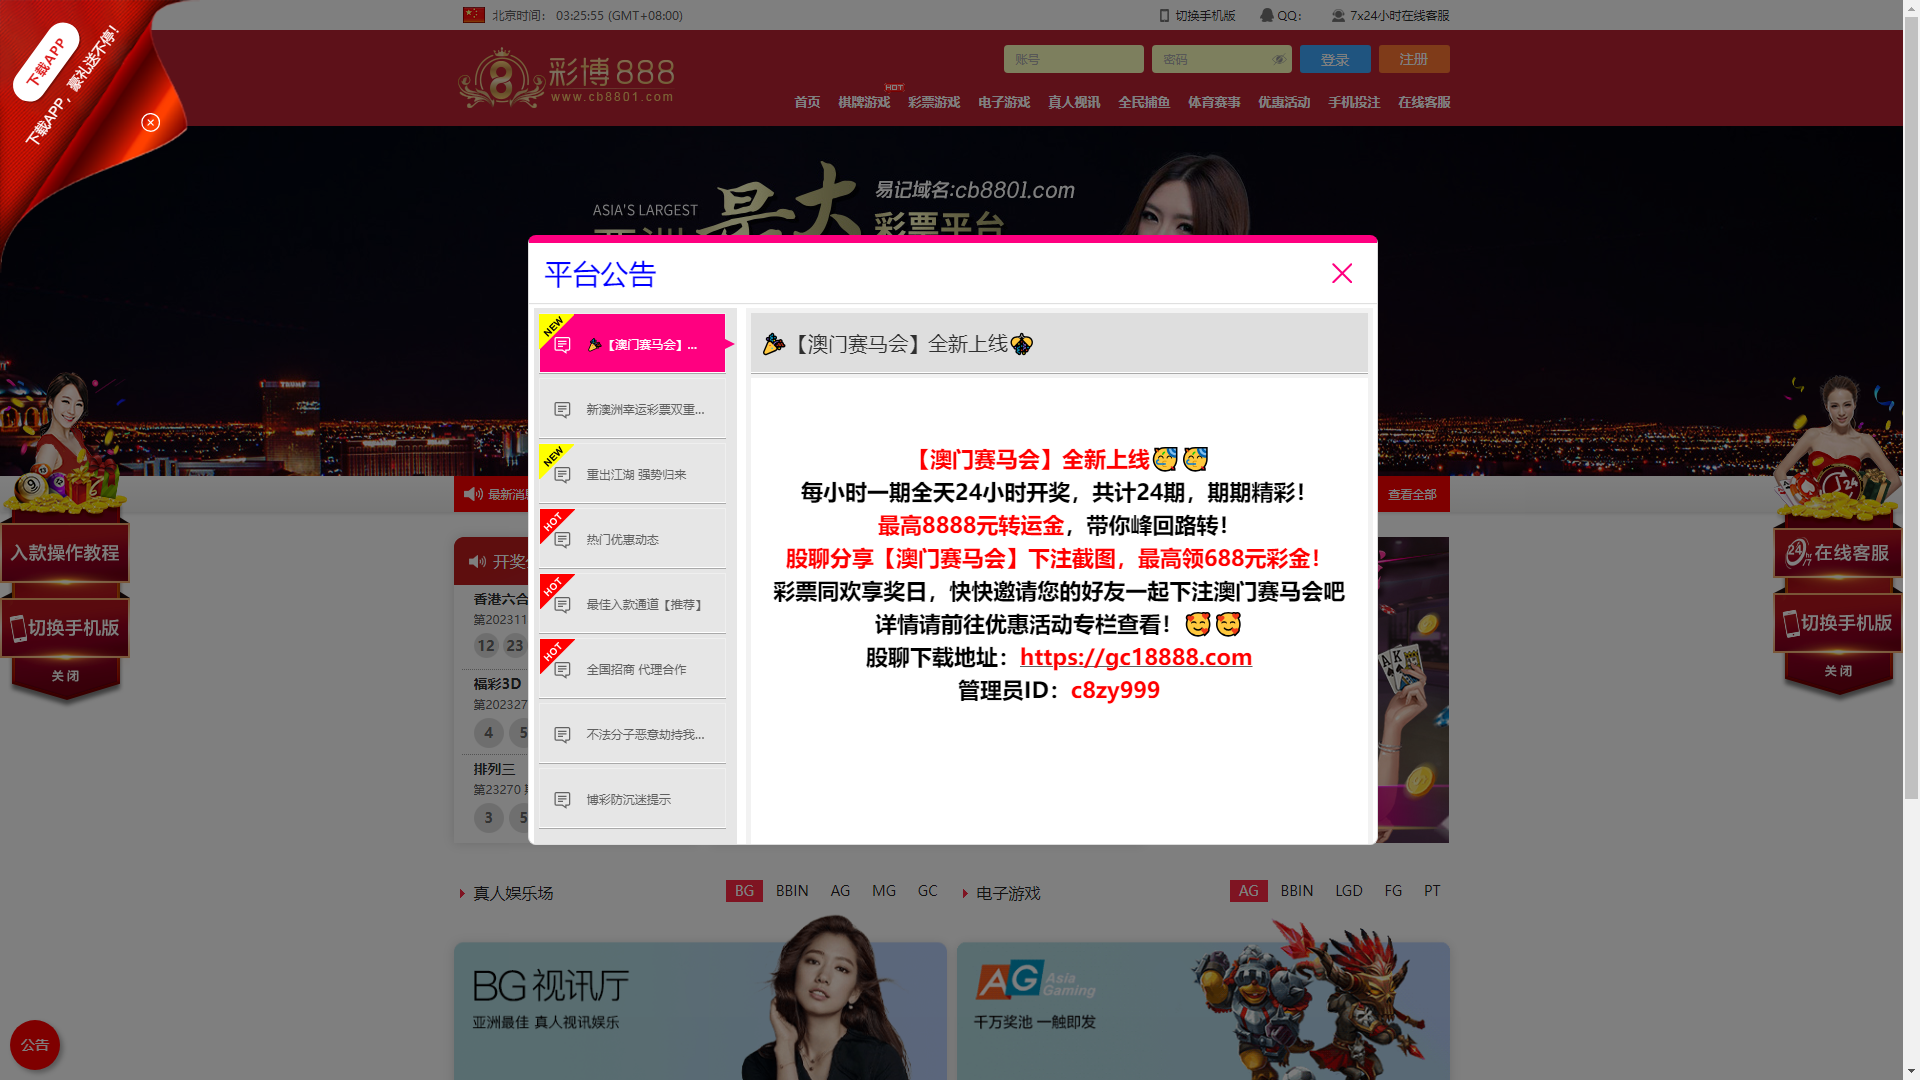 北京时间: 03:25:55 (GMT+08:00)
切换手机版
QQ:
7x24小时在线客服
下载APP
下载APP，豪礼送不停!
彩博888
www.cb8801.com
账号
密码
登录
注册
HOT
首页 棋牌游戏 彩票游戏 电子游戏 真人视讯 全民捕鱼 体育赛事 优惠活动 手机投注 在线客服
易记域名:cb8801.com
ASIA'S LARGEST
最大
彩票平台
TRUMP
平台公告
NEW
【澳门赛马会】...
新澳洲幸运彩票双重...
NEW
重出江湖 强势归来
HOT
热门优惠动态
HOT
最佳入款通道【推荐】
HOT
全国招商 代理合作
不法分子恶意劫持我...
博彩防沉迷提示
🎉【澳门赛马会】全新上线🐝
【澳门赛马会】全新上线🥳🥳
每小时一期全天24小时开奖，共计24期，期期精彩！
最高8888元转运金，带你峰回路转！
股聊分享【澳门赛马会】下注截图，最高领688元彩金！
彩票同欢享奖日，快快邀请您的好友一起下注澳门赛马会吧
详情请前往优惠活动专栏查看！🥰🥰
股聊下载地址：https://gc18888.com
管理员ID：c8zy999
最新消
查看全部
入款操作教程
切换手机版
关闭
24hr
在线客服
切换手机版
关闭
开奖
香港六合
第202311
12 23
福彩3D
第202327
4 5
排列三
第23270
3 5
真人娱乐场
BG BBIN AG MG GC
电子游戏
AG BBIN LGD FG PT
BG 视讯厅
亚洲最佳 真人视讯娱乐
AG Asia Gaming
千万奖池 一触即发
公告